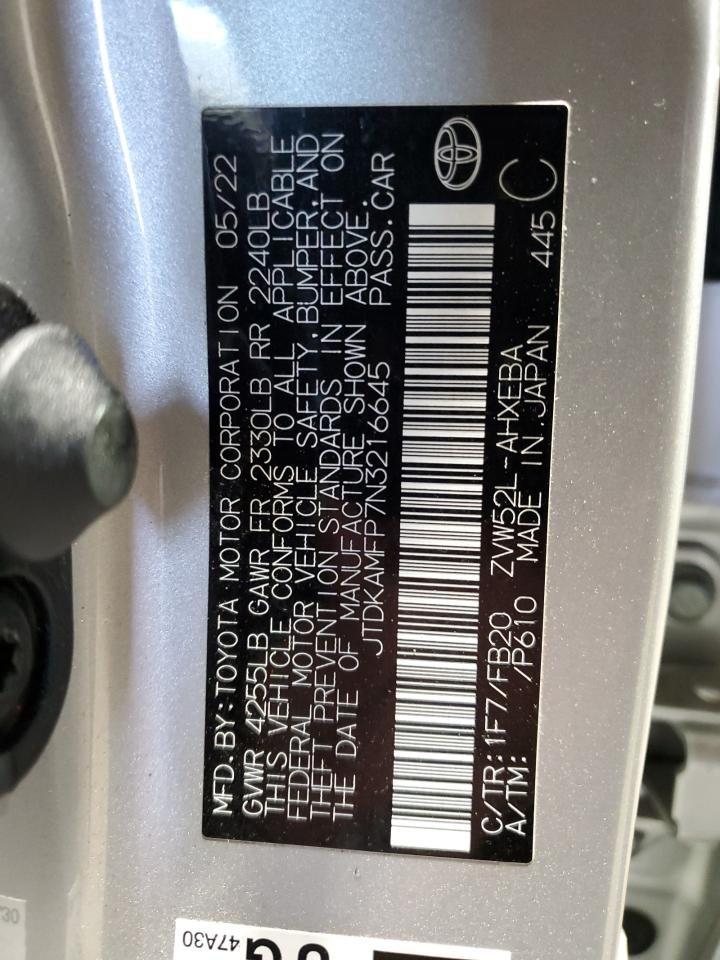 MFD.BY:TOYOTA MOTOR CORPORATION 05/22
GVWR 4255LB GAWR FR 2330LB RR 2240LB
THIS VEHICLE CONFORMS TO ALL APPLICABLE
FEDERAL MOTOR VEHICLE SAFETY,BUMPER,AND
THEFT PREVENTION STANDARDS IN EFFECT ON
THE DATE OF MANUFACTURE SHOWN ABOVE.
JTDKAMFP7N3216645 PASS.CAR
C/TR:1F7/FB20 ZVW52L-AHXEBA
A/TM: /P610 MADE IN JAPAN 445 C
47A30